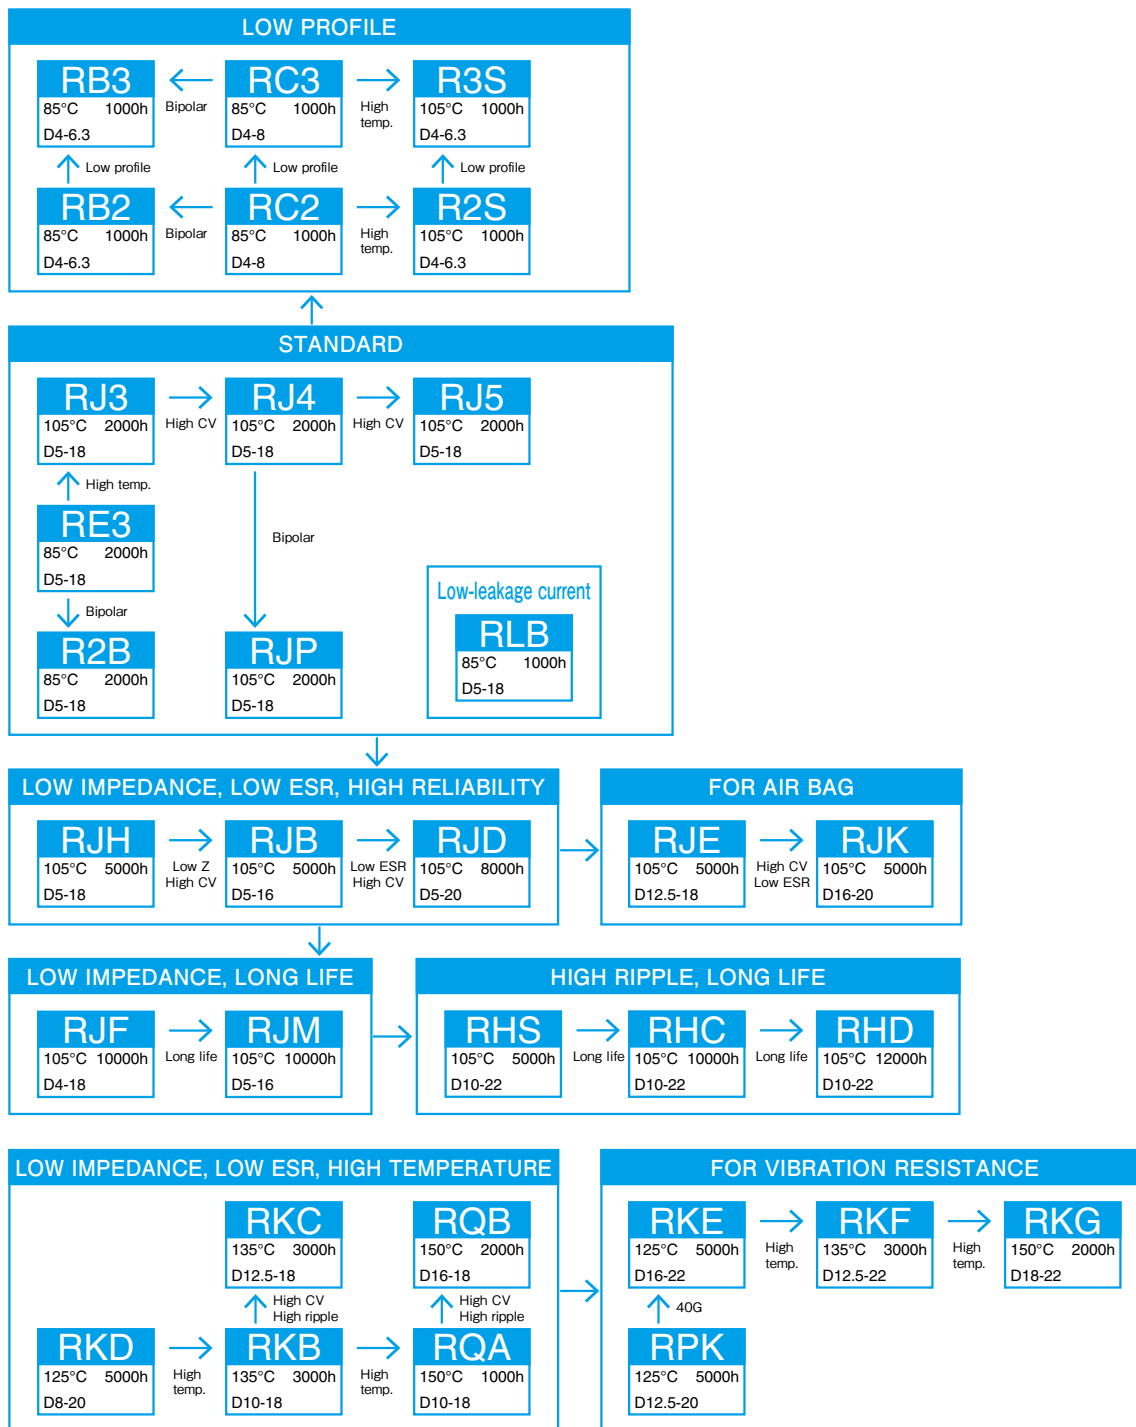 LOW PROFILE
RB3
85°C 1000h
D4-6.3
Bipolar
RC3
85°C 1000h
D4-8
High
temp.
R3S
105°C 1000h
D4-6.3
Low profile
Low profile
Low profile
RB2
85°C 1000h
D4-6.3
Bipolar
RC2
85°C 1000h
D4-8
High
temp.
R2S
105°C 1000h
D4-6.3
STANDARD
RJ3
105°C 2000h
D5-18
High CV
RJ4
105°C 2000h
D5-18
High CV
RJ5
105°C 2000h
D5-18
High temp.
RE3
85°C 2000h
D5-18
Bipolar
Bipolar
R2B
85°C 2000h
D5-18
RJP
105°C 2000h
D5-18
Low-leakage current
RLB
85°C 1000h
D5-18
LOW IMPEDANCE, LOW ESR, HIGH RELIABILITY
RJH
105°C 5000h
D5-18
Low Z
High CV
RJB
105°C 5000h
D5-16
Low ESR
High CV
RJD
105°C 8000h
D5-20
FOR AIR BAG
RJE
105°C 5000h
D12.5-18
High CV
Low ESR
RJK
105°C 5000h
D16-20
LOW IMPEDANCE, LONG LIFE
RJF
105°C 10000h
D4-18
Long life
RJM
105°C 10000h
D5-16
HIGH RIPPLE, LONG LIFE
RHS
105°C 5000h
D10-22
Long life
RHC
105°C 10000h
D10-22
Long life
RHD
105°C 12000h
D10-22
LOW IMPEDANCE, LOW ESR, HIGH TEMPERATURE
RKC
135°C 3000h
D12.5-18
RQB
150°C 2000h
D16-18
High CV
High ripple
High CV
High ripple
RKD
125°C 5000h
D8-20
High
temp.
RKB
135°C 3000h
D10-18
High
temp.
RQA
150°C 1000h
D10-18
FOR VIBRATION RESISTANCE
RKE
125°C 5000h
D16-22
High
temp.
RKF
135°C 3000h
D12.5-22
High
temp.
RKG
150°C 2000h
D18-22
40G
RPK
125°C 5000h
D12.5-20